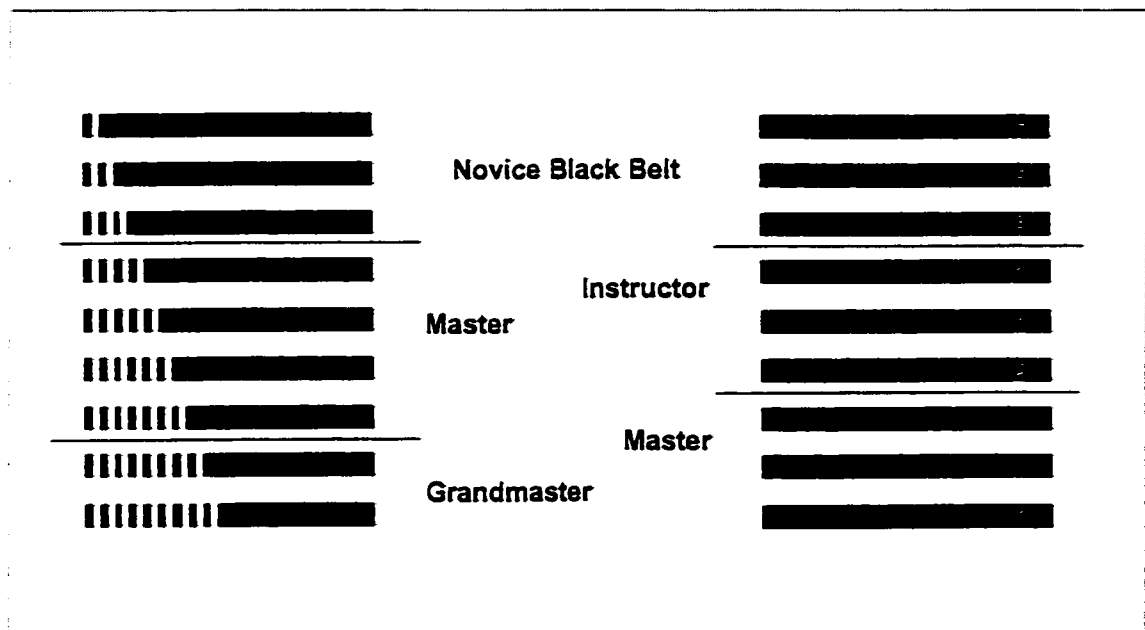 Novice Black Belt
Instructor
Master
Master
Grandmaster